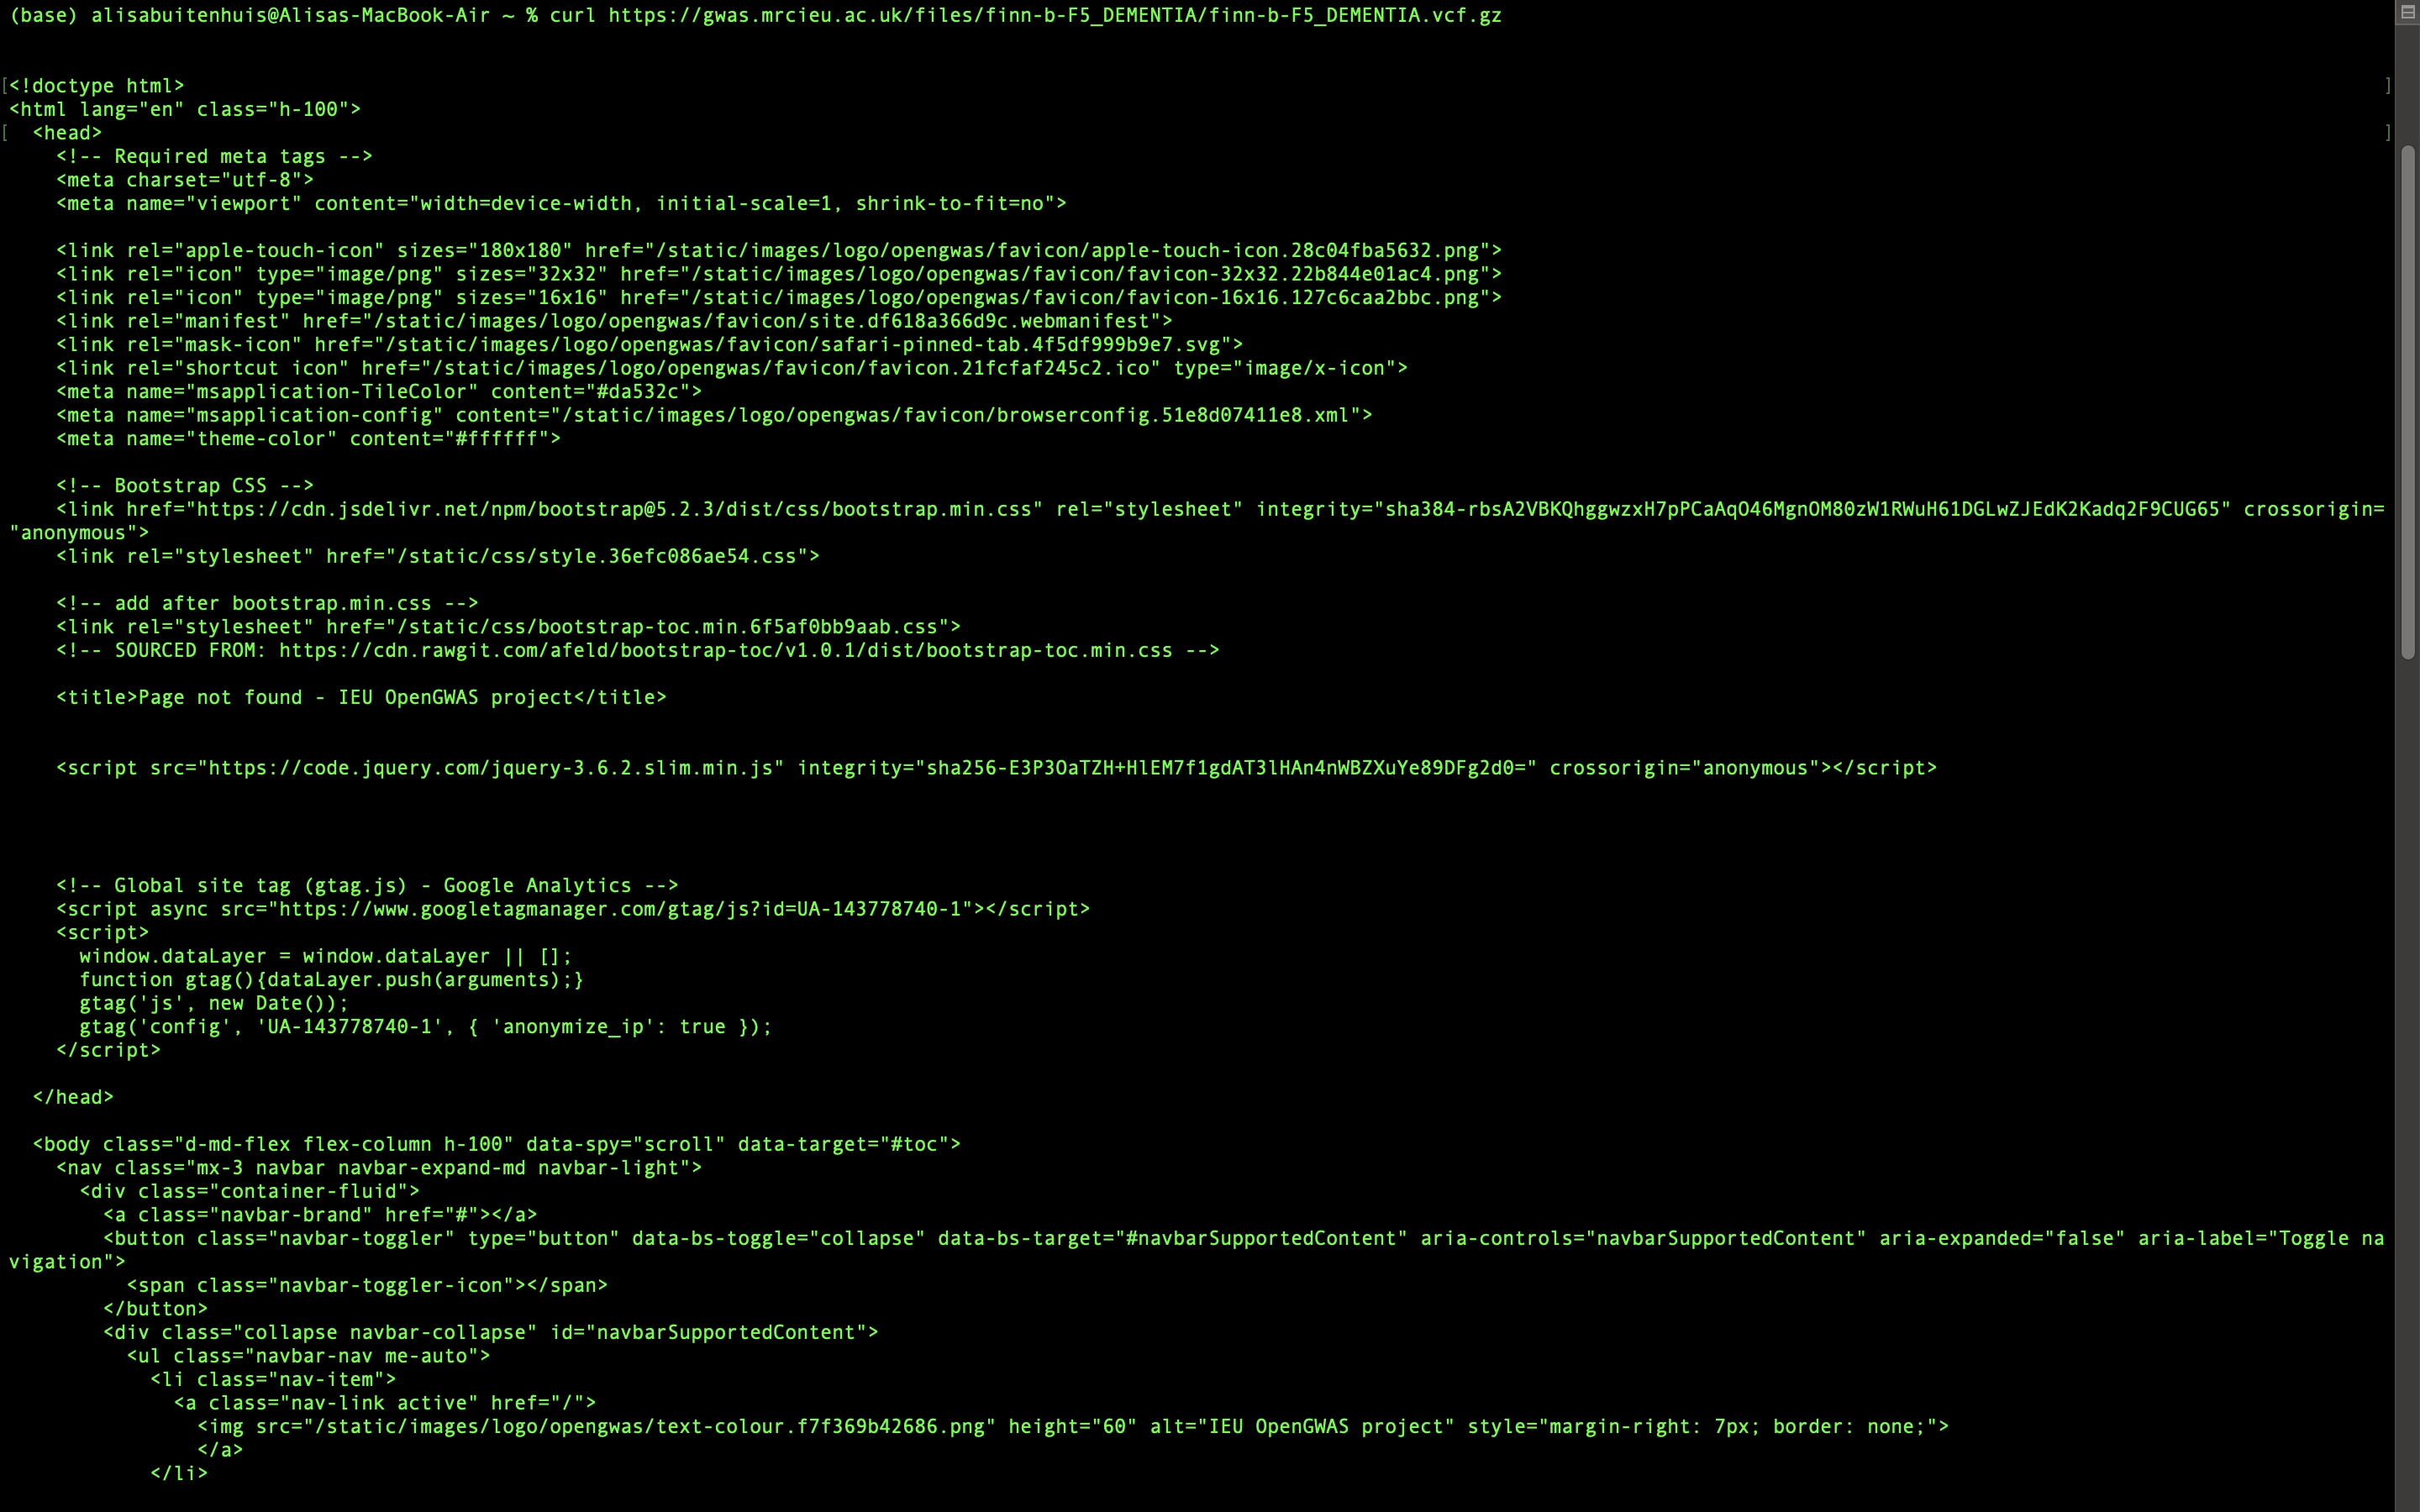 (base) alisabuitenhuis@Alisas-MacBook-Air ~ % curl https://gwas.mrcieu.ac.uk/files/finn-b-F5_DEMENTIA/finn-b-F5_DEMENTIA.vcf.gz
[<!doctype html> ]
<html lang="en" class="h-100">
[  <head> ]
    <!-- Required meta tags -->
    <meta charset="utf-8">
    <meta name="viewport" content="width=device-width, initial-scale=1, shrink-to-fit=no">
    <link rel="apple-touch-icon" sizes="180x180" href="/static/images/logo/opengwas/favicon/apple-touch-icon.28c04fba5632.png">
    <link rel="icon" type="image/png" sizes="32x32" href="/static/images/logo/opengwas/favicon/favicon-32x32.22b844e01ac4.png">
    <link rel="icon" type="image/png" sizes="16x16" href="/static/images/logo/opengwas/favicon/favicon-16x16.127c6caa2bbc.png">
    <link rel="manifest" href="/static/images/logo/opengwas/favicon/site.df618a366d9c.webmanifest">
    <link rel="mask-icon" href="/static/images/logo/opengwas/favicon/safari-pinned-tab.4f5df999b9e7.svg">
    <link rel="shortcut icon" href="/static/images/logo/opengwas/favicon/favicon.21fcfaf245c2.ico" type="image/x-icon">
    <meta name="msapplication-TileColor" content="#da532c">
    <meta name="msapplication-config" content="/static/images/logo/opengwas/favicon/browserconfig.51e8d07411e8.xml">
    <meta name="theme-color" content="#ffffff">
    <!-- Bootstrap CSS -->
    <link href="https://cdn.jsdelivr.net/npm/bootstrap@5.2.3/dist/css/bootstrap.min.css" rel="stylesheet" integrity="sha384-rbsA2VBKQhggwzxH7pPCaAqO46MgnOM80zW1RWuH61DGLwZJEdK2Kadq2F9CUG65" crossorigin=
"anonymous">
    <link rel="stylesheet" href="/static/css/style.36efc086ae54.css">
    <!-- add after bootstrap.min.css -->
    <link rel="stylesheet" href="/static/css/bootstrap-toc.min.6f5af0bb9aab.css">
    <!-- SOURCED FROM: https://cdn.rawgit.com/afeld/bootstrap-toc/v1.0.1/dist/bootstrap-toc.min.css -->
    <title>Page not found - IEU OpenGWAS project</title>
    <script src="https://code.jquery.com/jquery-3.6.2.slim.min.js" integrity="sha256-E3P3OaTZH+HlEM7f1gdAT3lHAn4nWBZXuYe89DFg2d0=" crossorigin="anonymous"></script>
    <!-- Global site tag (gtag.js) - Google Analytics -->
    <script async src="https://www.googletagmanager.com/gtag/js?id=UA-143778740-1"></script>
    <script>
      window.dataLayer = window.dataLayer || [];
      function gtag(){dataLayer.push(arguments);}
      gtag('js', new Date());
      gtag('config', 'UA-143778740-1', { 'anonymize_ip': true });
    </script>
  </head>
  <body class="d-md-flex flex-column h-100" data-spy="scroll" data-target="#toc">
    <nav class="mx-3 navbar navbar-expand-md navbar-light">
      <div class="container-fluid">
        <a class="navbar-brand" href="#"></a>
        <button class="navbar-toggler" type="button" data-bs-toggle="collapse" data-bs-target="#navbarSupportedContent" aria-controls="navbarSupportedContent" aria-expanded="false" aria-label="Toggle na
vigation">
          <span class="navbar-toggler-icon"></span>
        </button>
        <div class="collapse navbar-collapse" id="navbarSupportedContent">
          <ul class="navbar-nav me-auto">
            <li class="nav-item">
              <a class="nav-link active" href="/">
                <img src="/static/images/logo/opengwas/text-colour.f7f369b42686.png" height="60" alt="IEU OpenGWAS project" style="margin-right: 7px; border: none;">
                </a>
            </li>